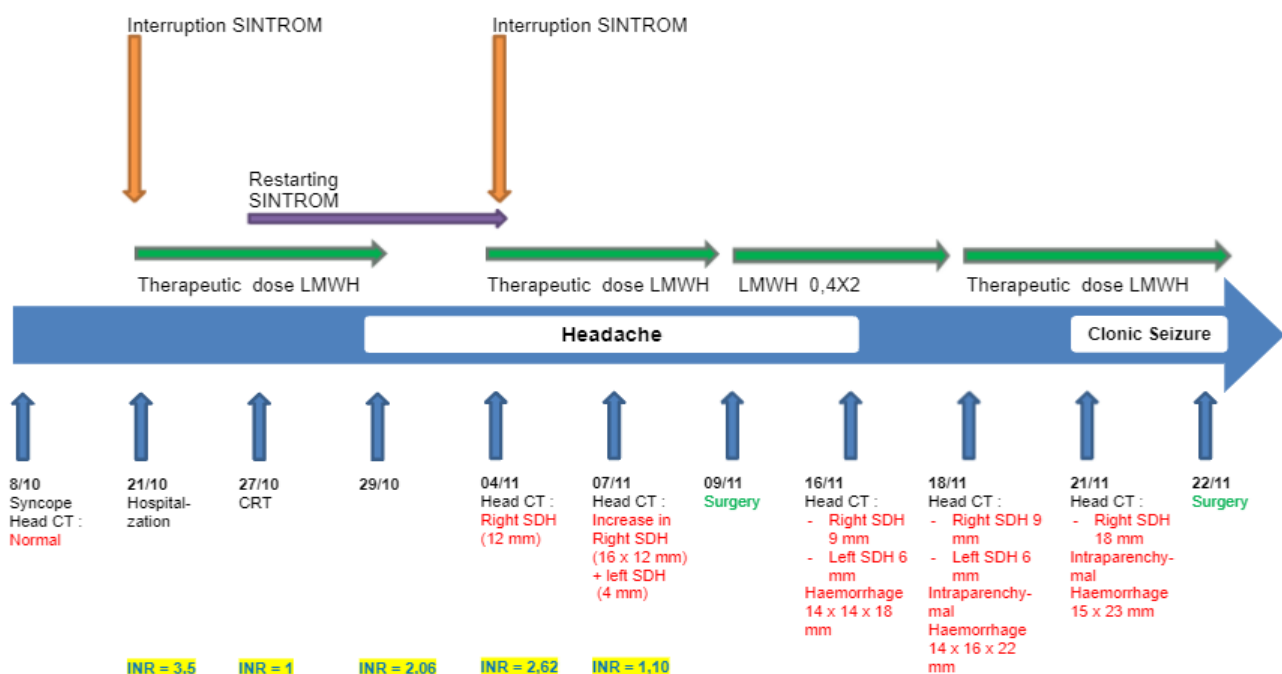 Interruption SINTROM
Interruption SINTROM
Restarting
SINTROM
Therapeutic dose LMWH
Therapeutic dose LMWH
LMWH 0,4X2
Therapeutic dose LMWH
Headache
Clonic Seizure
8/10
Syncope
Head CT :
Normal
21/10
Hospitali-
zation
INR = 3.5
27/10
CRT
INR = 1
29/10
INR = 2.06
04/11
Head CT :
Right SDH
(12 mm)
INR = 2,62
07/11
Head CT :
Increase in
Right SDH
(16 x 12 mm)
+ left SDH
(4 mm)
INR = 1,10
09/11
Surgery
16/11
Head CT :
- Right SDH
9 mm
- Left SDH 6
mm
Haemorrhage
14 x 14 x 18
mm
18/11
Head CT :
- Right SDH 9
mm
- Left SDH 6
mm
Intraparenchy-
mal
Haemorrhage
14 x 16 x 22
mm
21/11
Head CT :
- Right SDH
18 mm
Intraparenchy-
mal
Haemorrhage
15 x 23 mm
22/11
Surgery